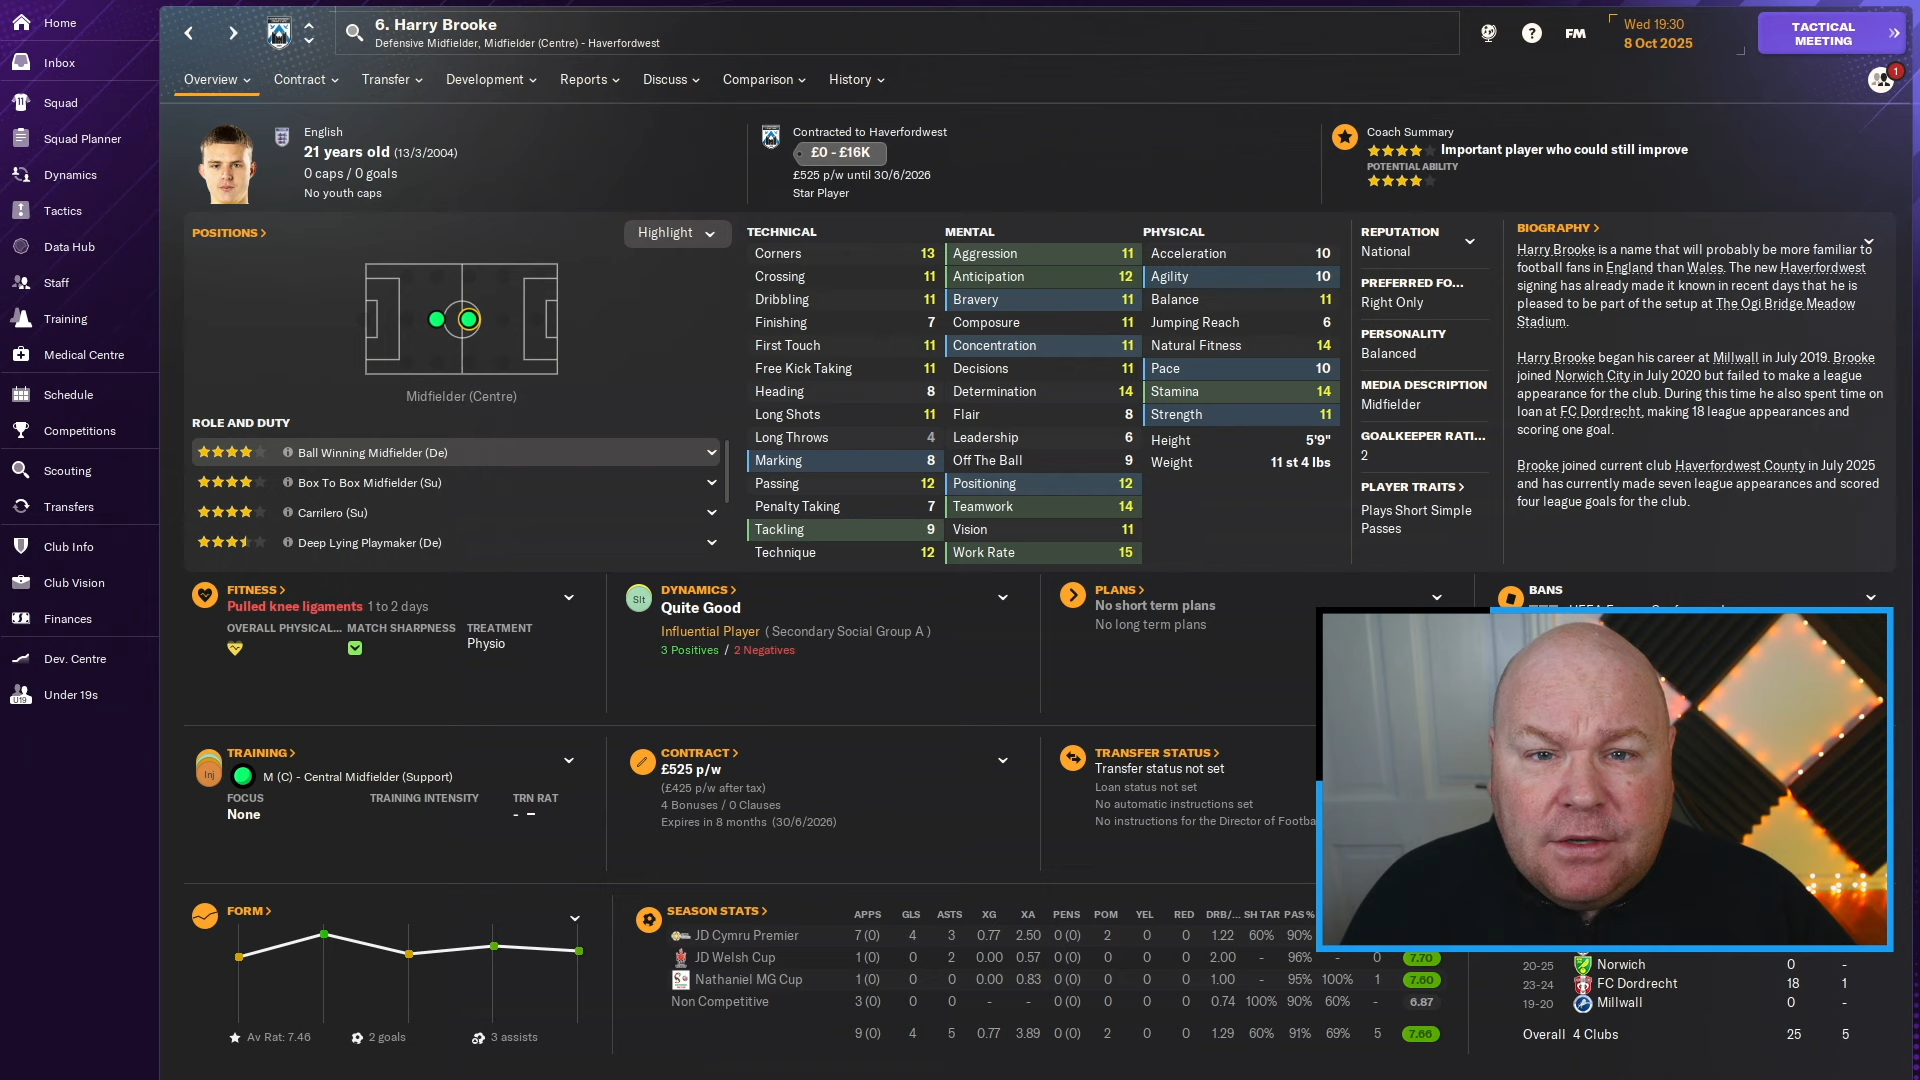 Home
Inbox
Squad
Squad Planner
Dynamics
Tactics
Data Hub
Staff
Training
Medical Centre
Schedule
Competitions
Scouting
Transfers
Club Info
Club Vision
Finances
Dev. Centre
Under 19s
6. Harry Brooke
Defensive Midfielder, Midfielder (Centre) - Haverfordwest
FM
Wed 19:30
8 Oct 2025
TACTICAL MEETING
1
Overview
Contract
Transfer
Development
Reports
Discuss
Comparison
History
English
21 years old (13/3/2004)
0 caps / 0 goals
No youth caps
Contracted to Haverfordwest
£0 - £16K
£525 p/w until 30/6/2026
Star Player
Coach Summary
Important player who could still improve
POTENTIAL ABILITY
POSITIONS >
Highlight
Midfielder (Centre)
ROLE AND DUTY
Ball Winning Midfielder (De)
Box To Box Midfielder (Su)
Carrilero (Su)
Deep Lying Playmaker (De)
TECHNICAL
Corners 13
Crossing 11
Dribbling 11
Finishing 7
First Touch 11
Free Kick Taking 11
Heading 8
Long Shots 11
Long Throws 4
Marking 8
Passing 12
Penalty Taking 7
Tackling 9
Technique 12
MENTAL
Aggression 11
Anticipation 12
Bravery 11
Composure 11
Concentration 11
Decisions 11
Determination 14
Flair 8
Leadership 6
Off The Ball 9
Positioning 12
Teamwork 14
Vision 11
Work Rate 15
PHYSICAL
Acceleration 10
Agility 10
Balance 11
Jumping Reach 6
Natural Fitness 14
Pace 10
Stamina 14
Strength 11
Height 5'9"
Weight 11 st 4 lbs
REPUTATION
National
PREFERRED FO...
Right Only
PERSONALITY
Balanced
MEDIA DESCRIPTION
Midfielder
GOALKEEPER RATI...
2
PLAYER TRAITS >
Plays Short Simple
Passes
BIOGRAPHY >
Harry Brooke is a name that will probably be more familiar to
football fans in England than Wales. The new Haverfordwest
signing has already made it known in recent days that he is
pleased to be part of the setup at The Ogi Bridge Meadow
Stadium.
Harry Brooke began his career at Millwall in July 2019. Brooke
joined Norwich City in July 2020 but failed to make a league
appearance for the club. During this time he also spent time on
loan at FC Dordrecht, making 18 league appearances and
scoring one goal.
Brooke joined current club Haverfordwest County in July 2025
and has currently made seven league appearances and scored
four league goals for the club.
FITNESS >
Pulled knee ligaments 1 to 2 days
OVERALL PHYSICAL... MATCH SHARPNESS TREATMENT
Physio
Slt
DYNAMICS >
Quite Good
Influential Player ( Secondary Social Group A )
3 Positives / 2 Negatives
PLANS >
No short term plans
No long term plans
BANS
Inj
TRAINING >
M (C) - Central Midfielder (Support)
FOCUS TRAINING INTENSITY TRN RAT
None - –
CONTRACT >
£525 p/w
(£425 p/w after tax)
4 Bonuses / 0 Clauses
Expires in 8 months (30/6/2026)
TRANSFER STATUS >
Transfer status not set
Loan status not set
No automatic instructions set
No instructions for the Director of Footba
FORM >
Av Rat: 7.46 2 goals 3 assists
SEASON STATS > APPS GLS ASTS XG XA PENS POM YEL RED DRB/... SH TAR PAS %
JD Cymru Premier 7 (0) 4 3 0.77 2.50 0 (0) 2 0 0 1.22 60% 90%
JD Welsh Cup 1 (0) 0 2 0.00 0.57 0 (0) 0 0 0 2.00 - 96% - 0 7.70
Nathaniel MG Cup 1 (0) 0 0 0.00 0.83 0 (0) 0 0 0 1.00 - 95% 100% 1 7.60
Non Competitive 3 (0) 0 0 - - 0 (0) 0 0 0 0.74 100% 90% 60% - 6.87
9 (0) 4 5 0.77 3.89 0 (0) 2 0 0 1.29 60% 91% 69% 5 7.66
20-25 Norwich 0 -
23-24 FC Dordrecht 18 1
19-20 Millwall 0 -
Overall 4 Clubs 25 5